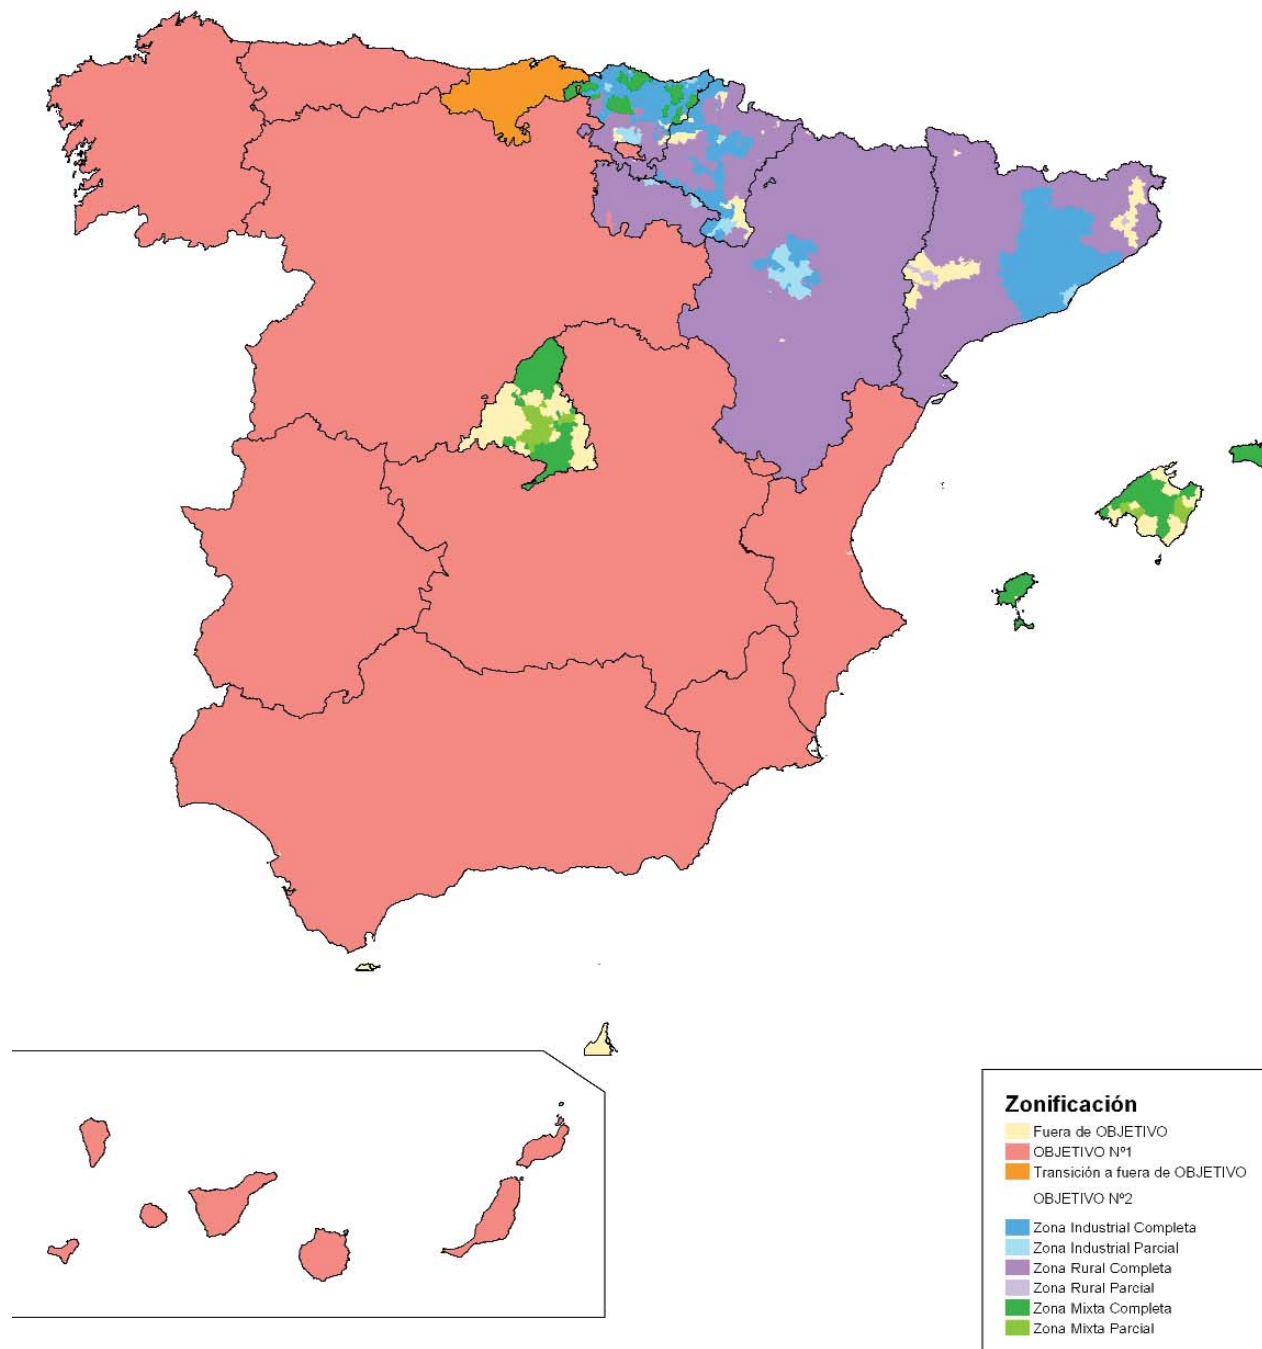 Zonificación
Fuera de OBJETIVO
OBJETIVO Nº1
Transición a fuera de OBJETIVO
OBJETIVO Nº2
Zona Industrial Completa
Zona Industrial Parcial
Zona Rural Completa
Zona Rural Parcial
Zona Mixta Completa
Zona Mixta Parcial